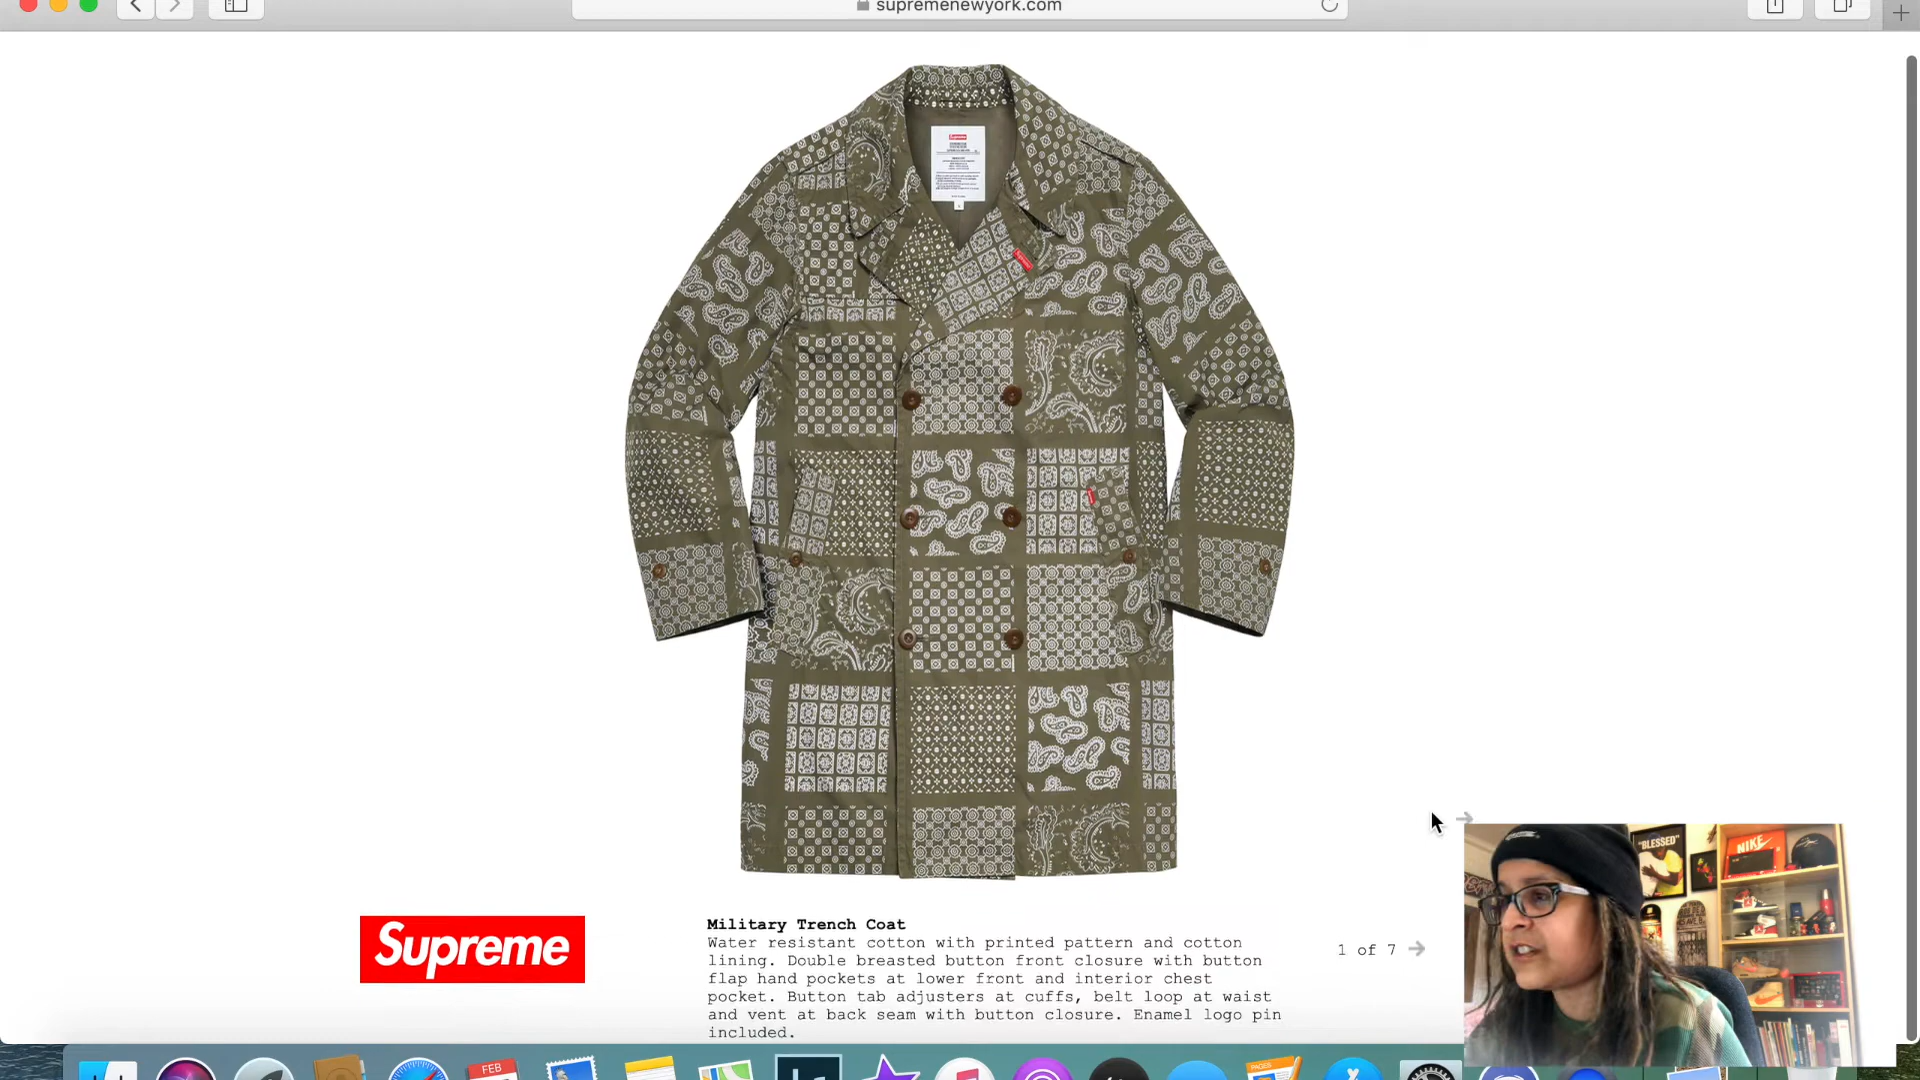 supremenewyork.com
Supreme
Supreme
Military Trench Coat
Water resistant cotton with printed pattern and cotton
lining. Double breasted button front closure with button
flap hand pockets at lower front and interior chest
pocket. Button tab adjusters at cuffs, belt loop at waist
and vent at back seam with button closure. Enamel logo pin
included.
1 of 7
"BLESSED"
NIKE
FEB